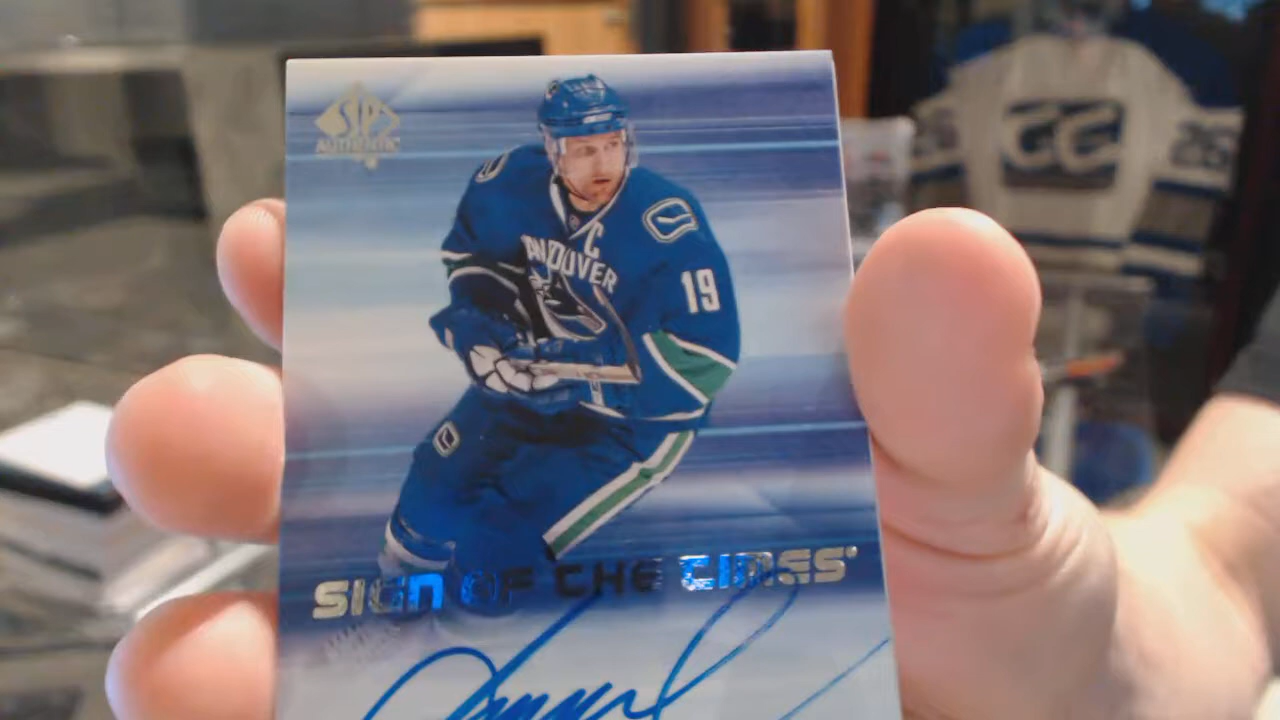 SP
AUTHENTIC
C
VANCOUVER
19
SIGN OF THE TIMES